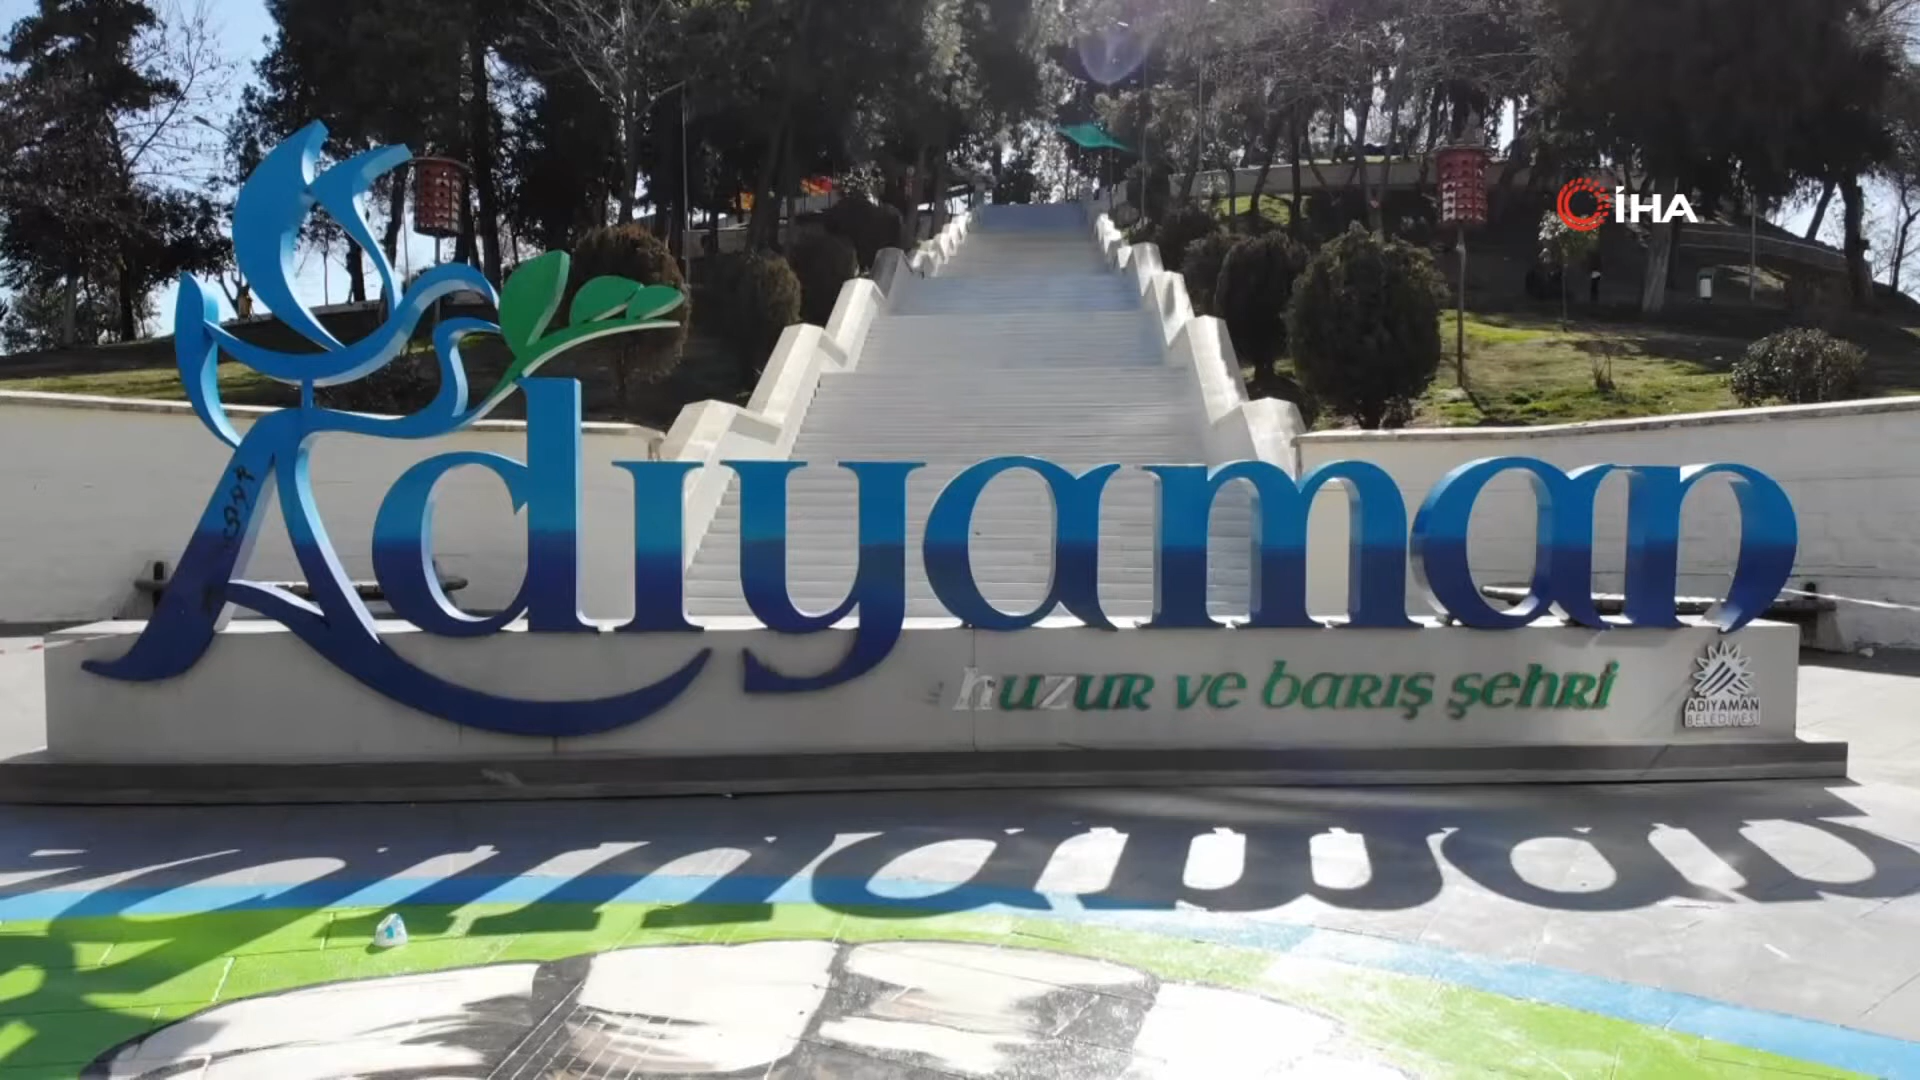 İHA
Adıyaman
huzur ve barış şehri
ADIYAMAN
BELEDİYESİ